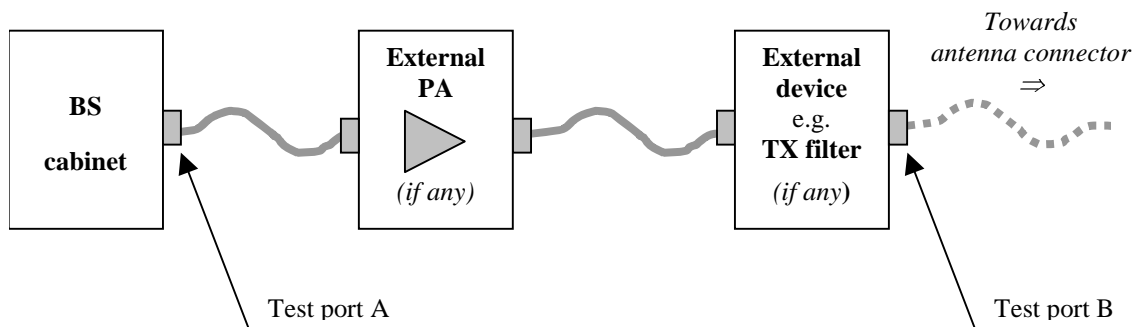 BS
cabinet
External
PA
(if any)
External
device
e.g.
TX filter
(if any)
Towards
antenna connector
⇒
Test port A
Test port B